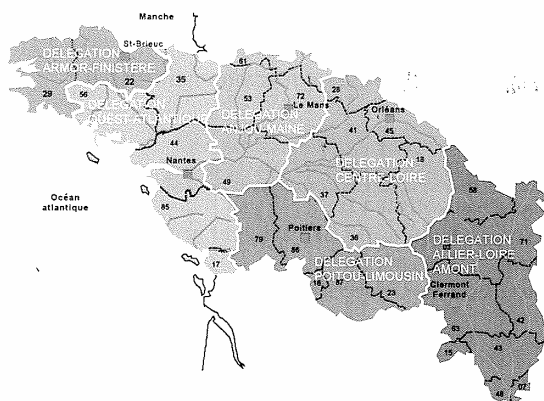 Manche
St-Brieuc
DELEGATION
ARMOR-FINISTERE
29
22
56
35
DELEGATION
OUEST-ATLANTIQUE
61
53
72
Le Mans
DELEGATION
ANJOU-MAINE
28
Orléans
41
45
18
DELEGATION
CENTRE-LOIRE
44
Nantes
49
37
36
Océan
atlantique
85
17
79
Poitiers
86
DELEGATION
POITOU-LIMOUSIN
16
87
23
58
71
DELEGATION
ALLIER-LOIRE
AMONT
Clermont
Ferrand
63
42
15
43
48
07